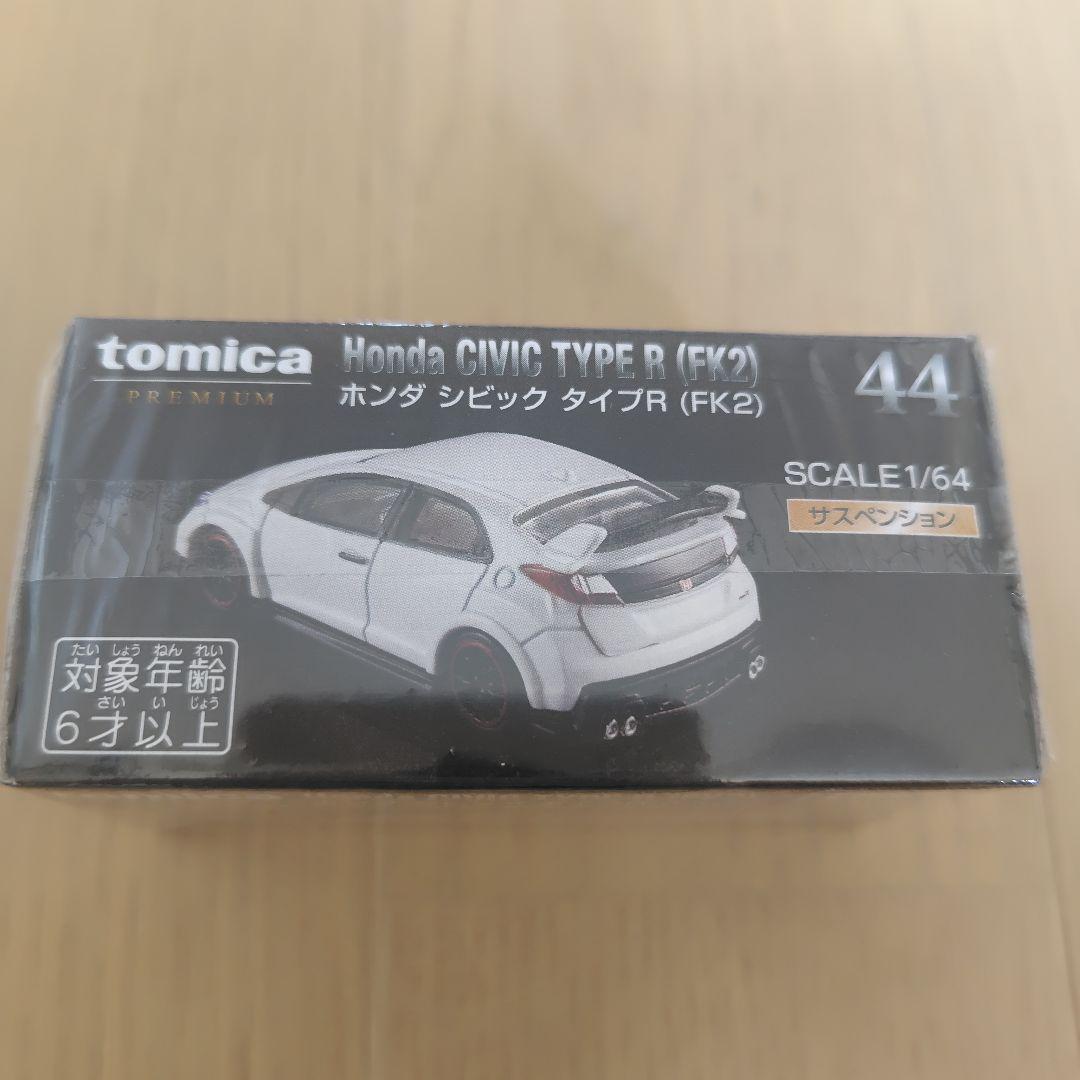 tomica
PREMIUM
Honda CIVIC TYPE R (FK2)
ホンダ シビック タイプR (FK2)
44
SCALE1/64
サスペンション
たい しょう ねん れい
対象年齢
さい い じょう
6才以上